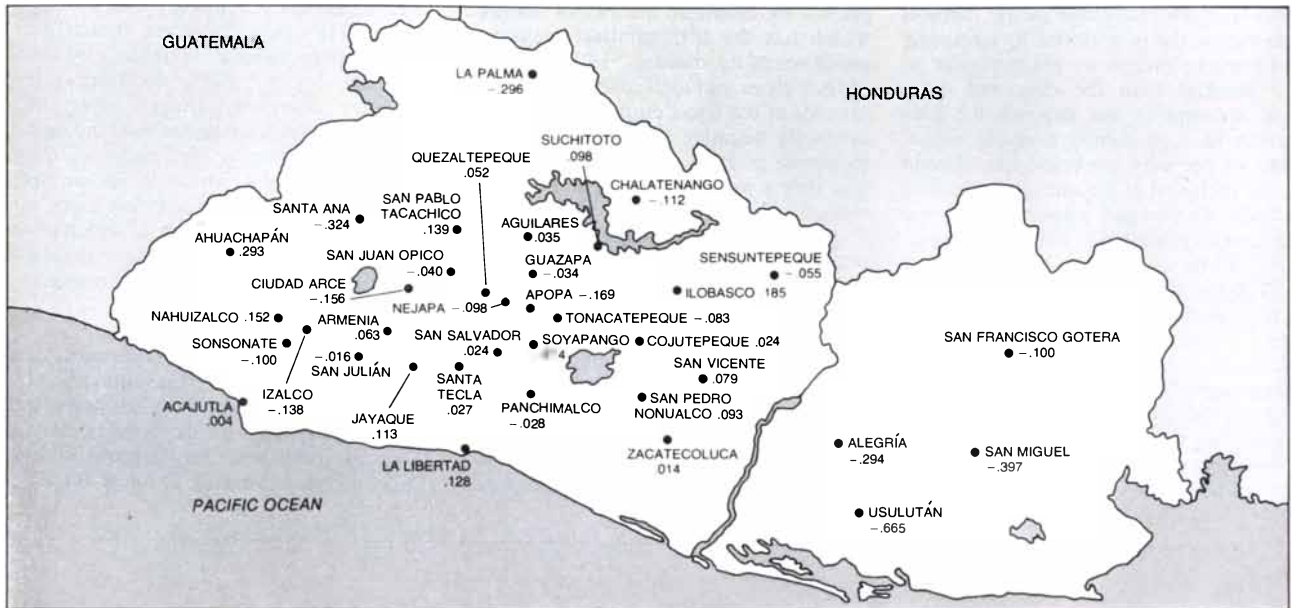 GUATEMALA
HONDURAS
LA PALMA
-.296
SUCHITOTO
.098
QUEZALTEPEQUE
.052
CHALATENANGO
-.112
SAN PABLO
TACACHICO
.139
SANTA ANA
-.324
AGUILARES
.035
AHUACHAPÁN
.293
SAN JUAN OPICO
-.040
GUAZAPA
-.034
SENSUNTEPEQUE
-.055
CIUDAD ARCE
-.156
ILOBASCO .185
NEJAPA -.098
APOPA -.169
NAHUIZALCO .152
ARMENIA
.063
TONACATEPEQUE -.083
SONSONATE
-.100
SAN SALVADOR
.024
SOYAPANGO
COJUTEPEQUE .024
SAN FRANCISCO GOTERA
-.100
-.016
SAN JULIÁN
SAN VICENTE
.079
IZALCO
-.138
SANTA
TECLA
.027
ACAJUTLA
.004
JAYAQUE
.113
PANCHIMALCO
-.028
SAN PEDRO
NONUALCO .093
ALEGRÍA
-.294
SAN MIGUEL
-.397
ZACATECOLUCA
.014
LA LIBERTAD
.128
PACIFIC OCEAN
USULUTÁN
-.665